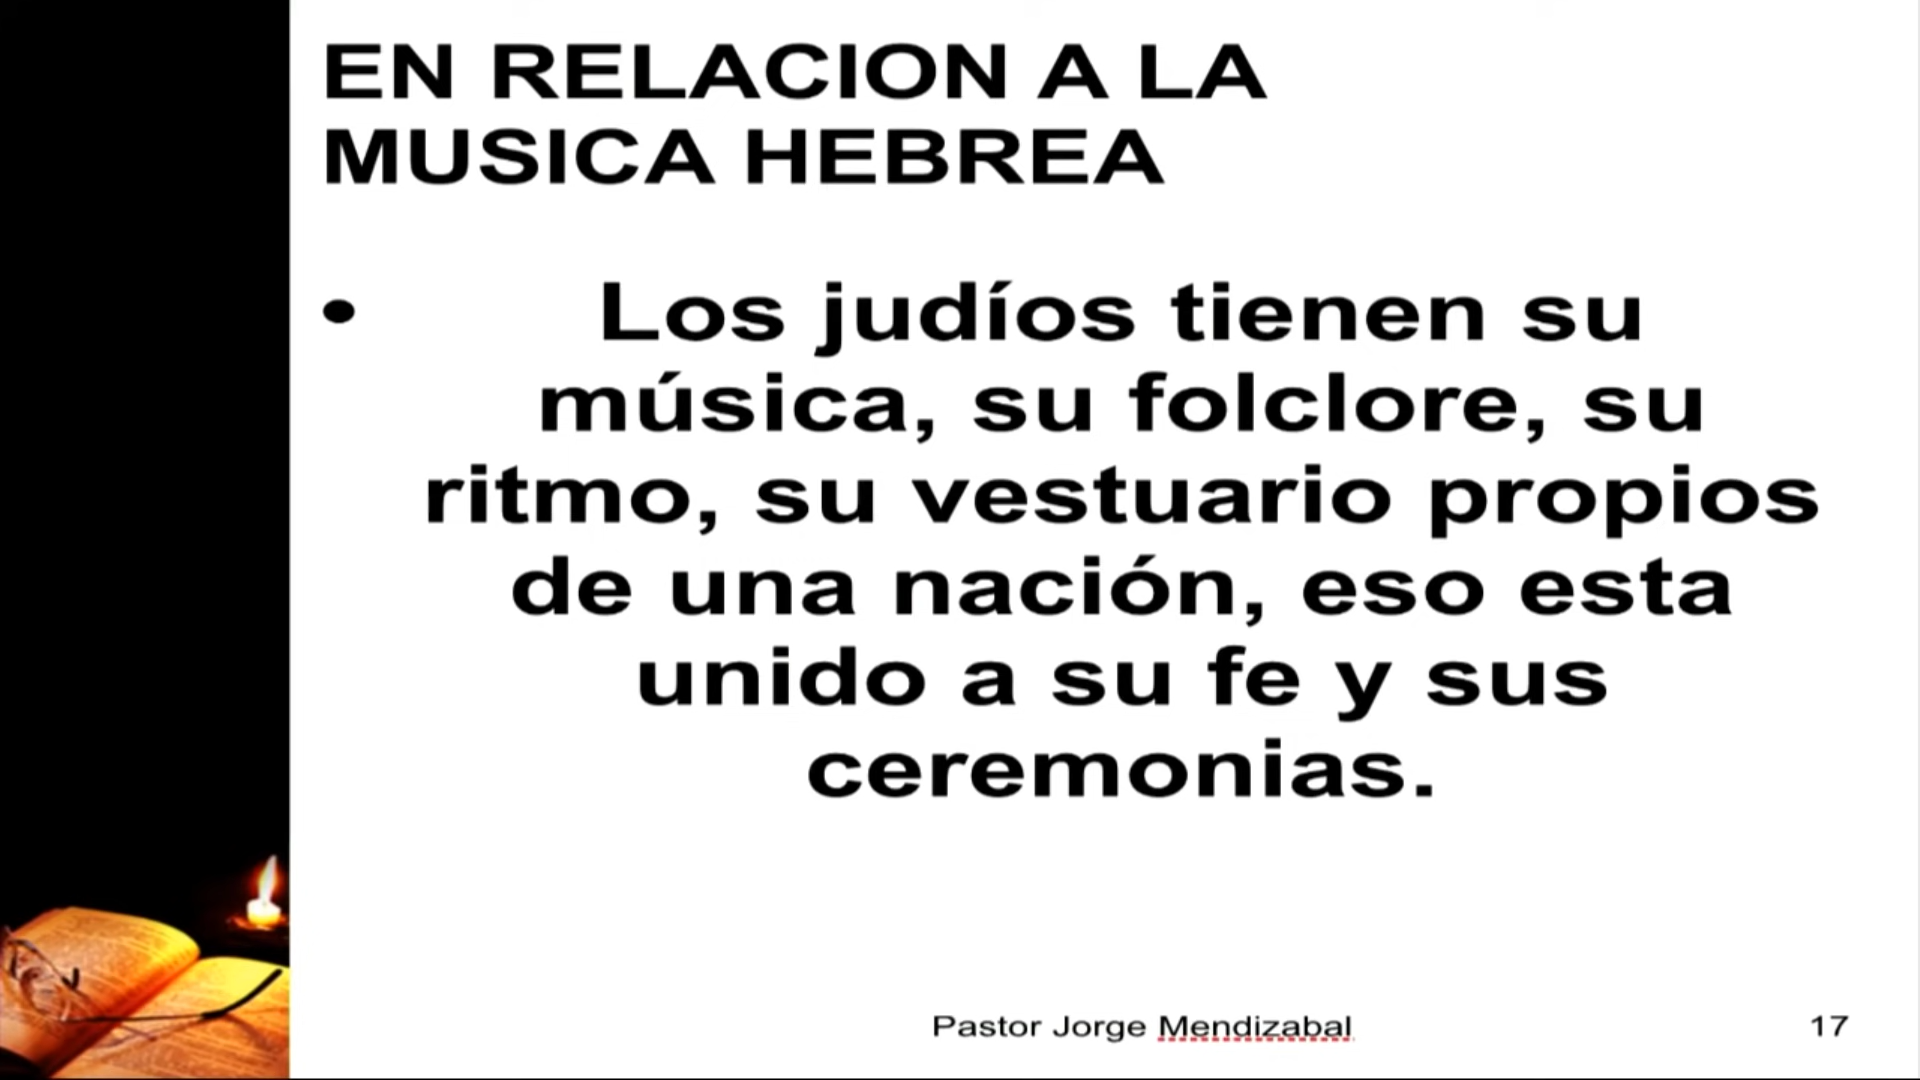 EN RELACION A LA
MUSICA HEBREA
• Los judíos tienen su
música, su folclore, su
ritmo, su vestuario propios
de una nación, eso esta
unido a su fe y sus
ceremonias.
Pastor Jorge Mendizabal
17